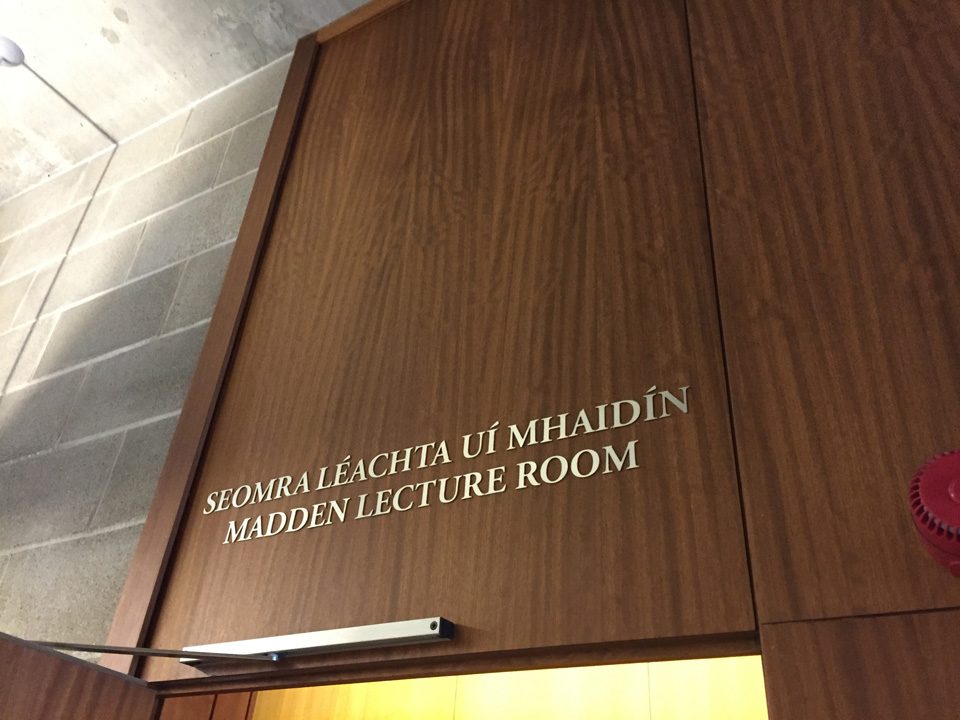 SEOMRA LÉACHTA UÍ MHAIDÍN
MADDEN LECTURE ROOM